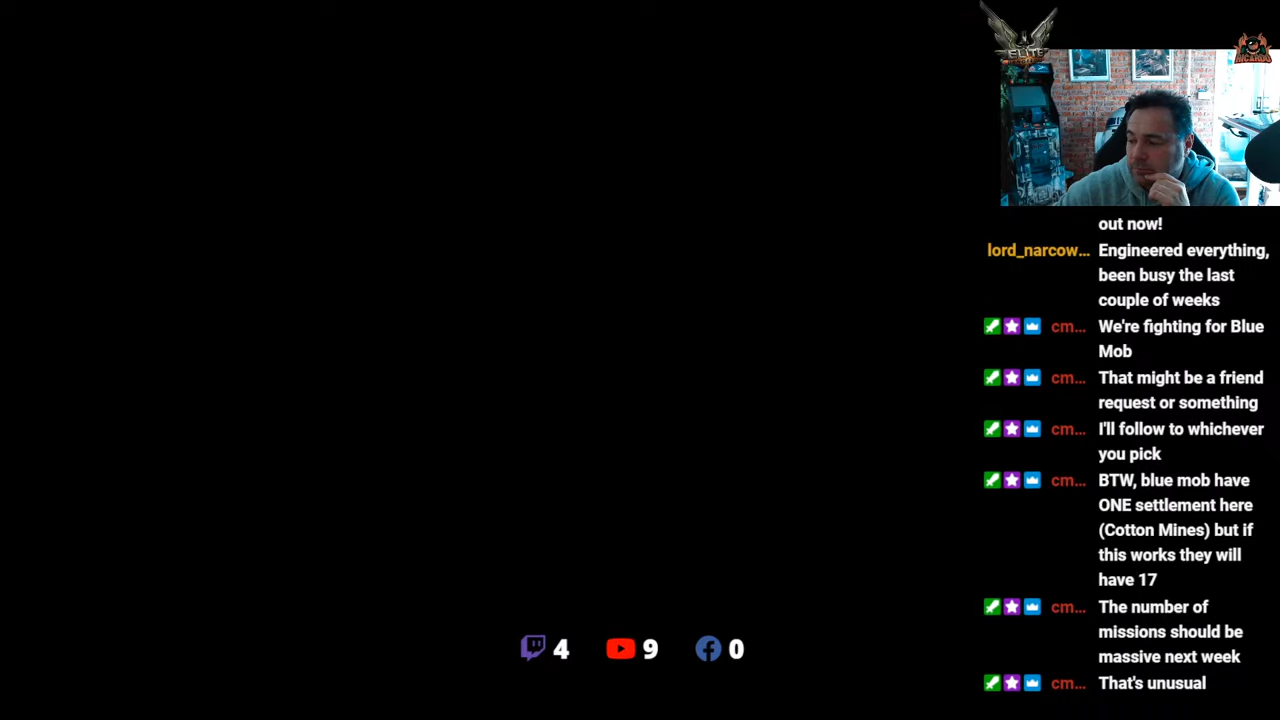 ELITE
out now!
lord_narcow... Engineered everything,
been busy the last
couple of weeks
cm... We're fighting for Blue
Mob
cm... That might be a friend
request or something
cm... I'll follow to whichever
you pick
cm... BTW, blue mob have
ONE settlement here
(Cotton Mines) but if
this works they will
have 17
cm... The number of
missions should be
massive next week
cm... That's unusual
4 9 0